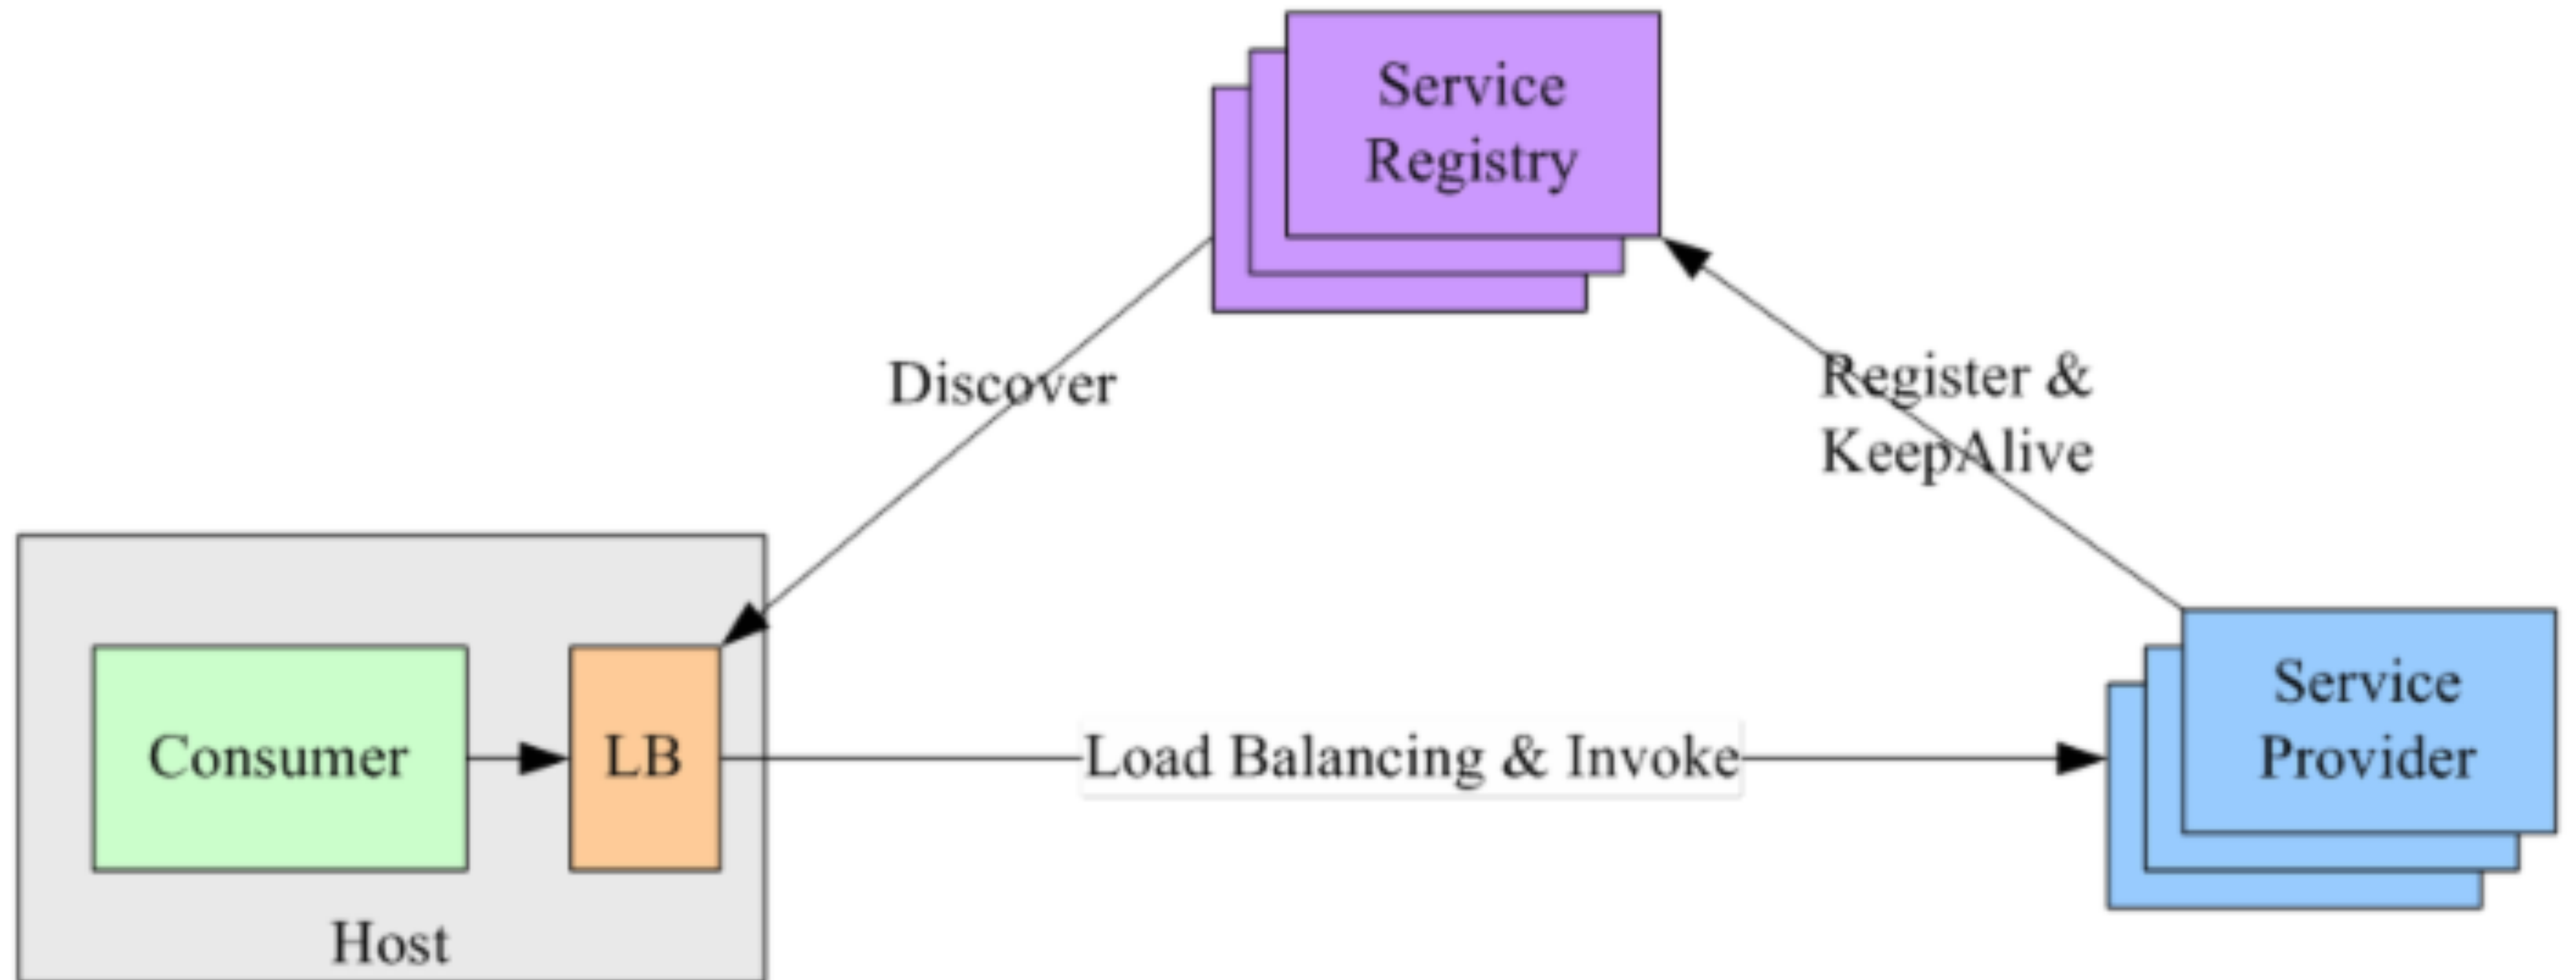 Service
Registry
Discover
Register &
KeepAlive
Consumer
LB
Load Balancing & Invoke
Service
Provider
Host